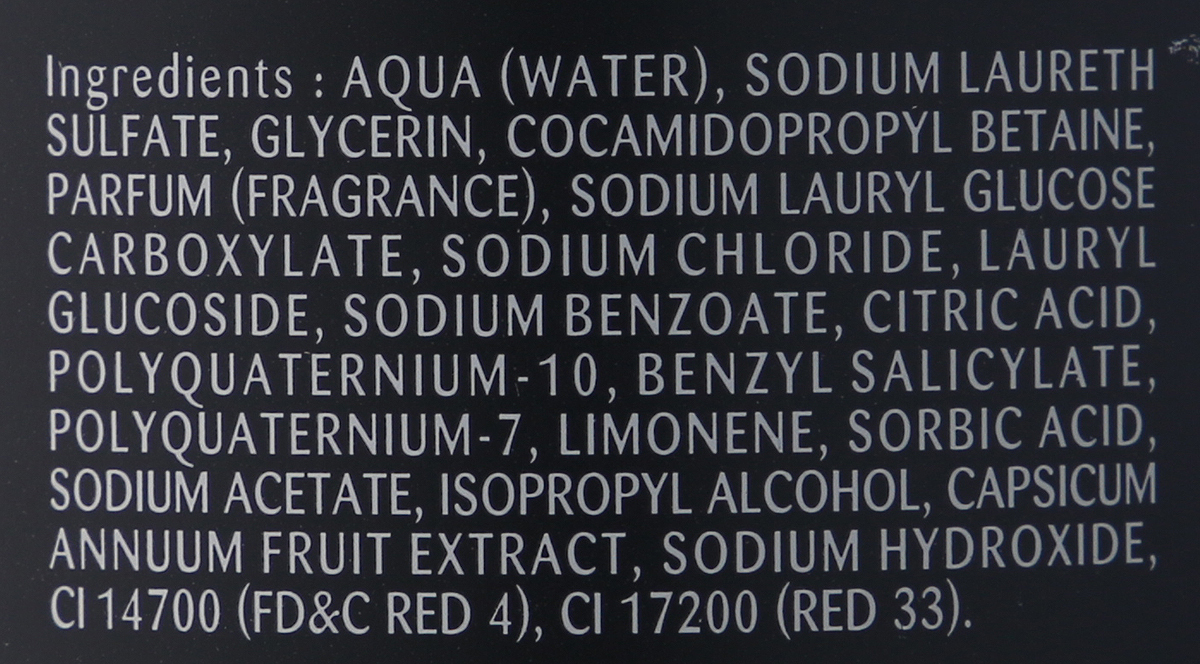 Ingredients : AQUA (WATER), SODIUM LAURETH
SULFATE, GLYCERIN, COCAMIDOPROPYL BETAINE,
PARFUM (FRAGRANCE), SODIUM LAURYL GLUCOSE
CARBOXYLATE, SODIUM CHLORIDE, LAURYL
GLUCOSIDE, SODIUM BENZOATE, CITRIC ACID,
POLYQUATERNIUM-10, BENZYL SALICYLATE,
POLYQUATERNIUM-7, LIMONENE, SORBIC ACID,
SODIUM ACETATE, ISOPROPYL ALCOHOL, CAPSICUM
ANNUUM FRUIT EXTRACT, SODIUM HYDROXIDE,
CI 14700 (FD&C RED 4), CI 17200 (RED 33).